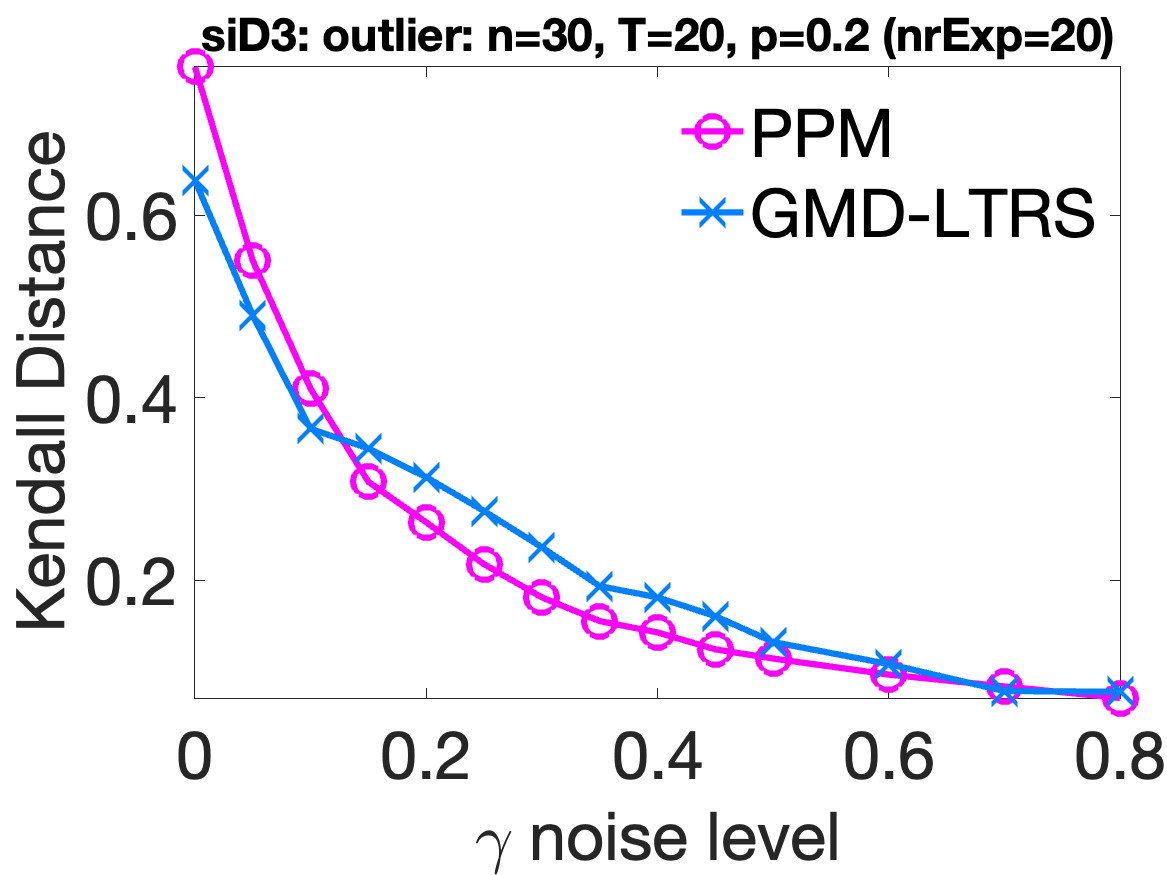 siD3: outlier: n=30, T=20, p=0.2 (nrExp=20)
PPM
GMD-LTRS
Kendall Distance
0.6
0.4
0.2
0 0.2 0.4 0.6 0.8
γ noise level